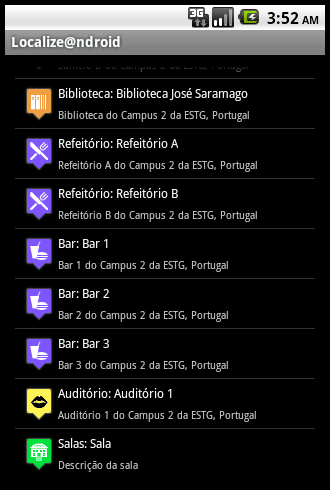 3G
3:52 AM
Localize@ndroid
Biblioteca: Biblioteca José Saramago
Biblioteca do Campus 2 da ESTG, Portugal
Refeitório: Refeitório A
Refeitório A do Campus 2 da ESTG, Portugal
Refeitório: Refeitório B
Refeitório B do Campus 2 da ESTG, Portugal
Bar: Bar 1
Bar 1 do Campus 2 da ESTG, Portugal
Bar: Bar 2
Bar 2 do Campus 2 da ESTG, Portugal
Bar: Bar 3
Bar 3 do Campus 2 da ESTG, Portugal
Auditório: Auditório 1
Auditório 1 do Campus 2 da ESTG, Portugal
Salas: Sala
Descrição da sala